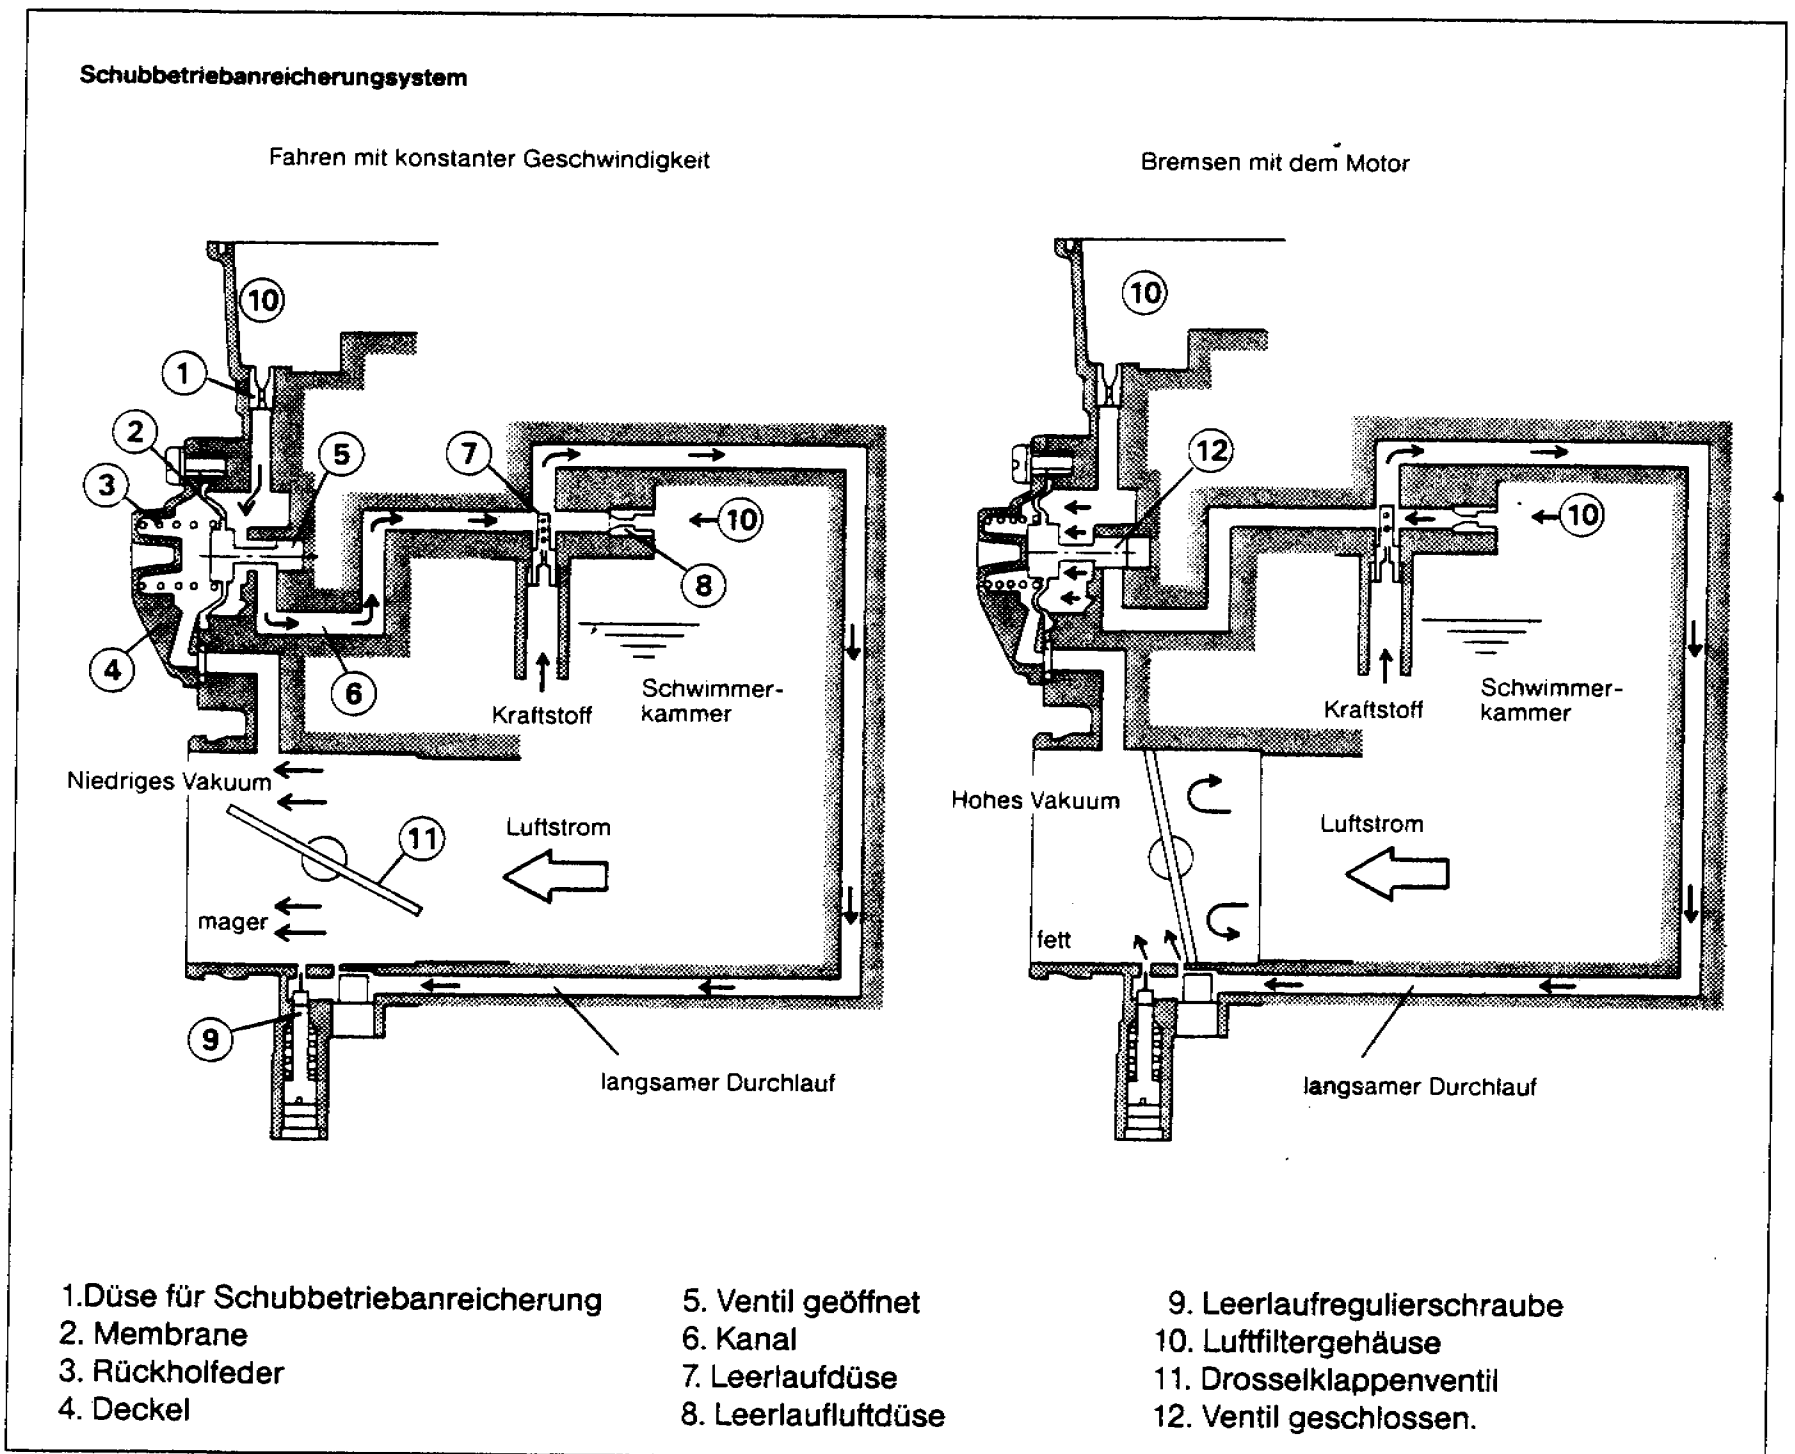 Schubbetriebanreicherungsystem
Fahren mit konstanter Geschwindigkeit
Bremsen mit dem Motor
10
1
2
3
4
5
6
7
8
10
Kraftstoff
Schwimmer-
kammer
Niedriges Vakuum
mager
11
Luftstrom
9
langsamer Durchlauf
10
12
10
Kraftstoff
Schwimmer-
kammer
Hohes Vakuum
fett
Luftstrom
langsamer Durchlauf
1.Düse für Schubbetriebanreicherung
2. Membrane
3. Rückholfeder
4. Deckel
5. Ventil geöffnet
6. Kanal
7. Leerlaufdüse
8. Leerlaufluftdüse
9. Leerlaufregulierschraube
10. Luftfiltergehäuse
11. Drosselklappenventil
12. Ventil geschlossen.